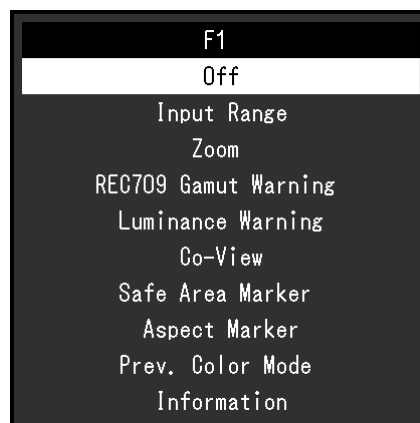 F1
Off
Input Range
Zoom
REC709 Gamut Warning
Luminance Warning
Co-View
Safe Area Marker
Aspect Marker
Prev. Color Mode
Information